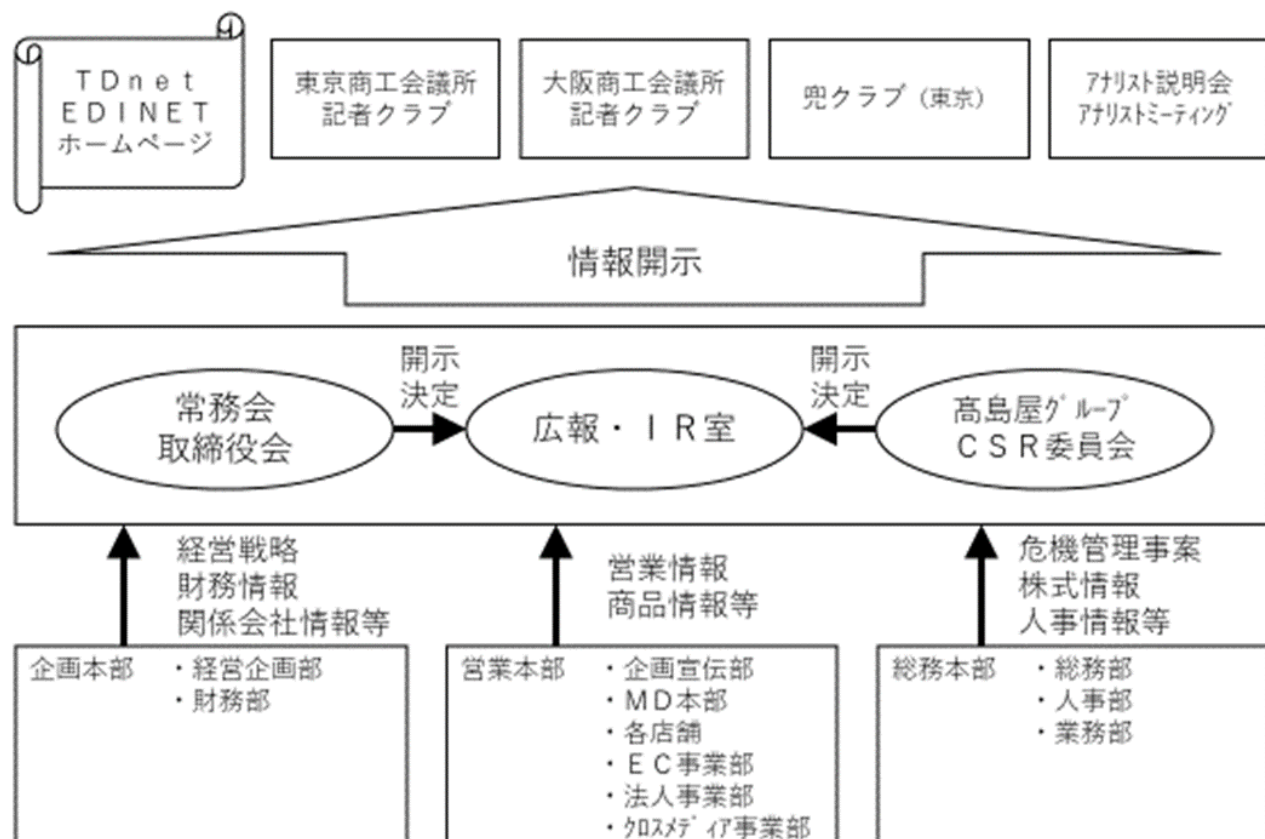 ＴＤｎｅｔ
ＥＤＩＮＥＴ
ホームページ
東京商工会議所
記者クラブ
大阪商工会議所
記者クラブ
兜クラブ（東京）
ｱﾅﾘｽﾄ説明会
ｱﾅﾘｽﾄﾐｰﾃｨﾝｸﾞ
情報開示
常務会
取締役会
開示
決定
広報・ＩＲ室
開示
決定
髙島屋ｸﾞﾙｰﾌﾟ
ＣＳＲ委員会
経営戦略
財務情報
関係会社情報等
営業情報
商品情報等
危機管理事案
株式情報
人事情報等
企画本部
・経営企画部
・財務部
営業本部
・企画宣伝部
・ＭＤ本部
・各店舗
・ＥＣ事業部
・法人事業部
・ｸﾛｽﾒﾃﾞｨｱ事業部
総務本部
・総務部
・人事部
・業務部